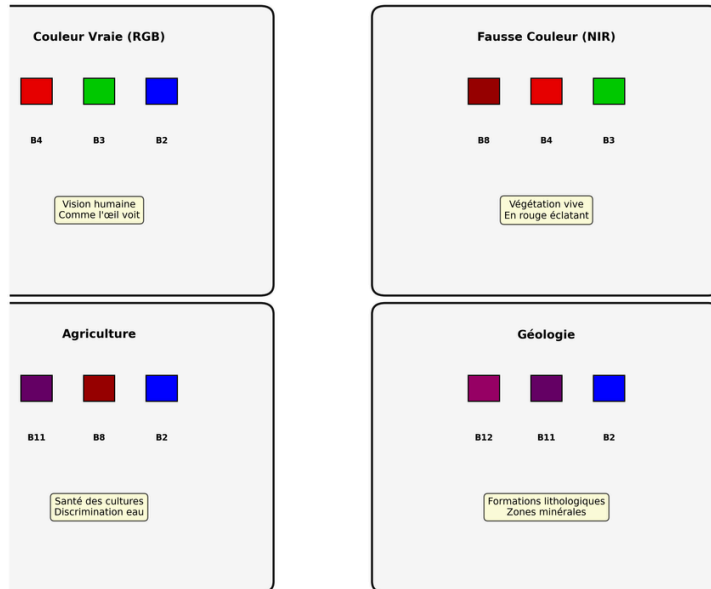 Couleur Vraie (RGB)
B4 B3 B2
Vision humaine
Comme l'œil voit
Fausse Couleur (NIR)
B8 B4 B3
Végétation vive
En rouge éclatant
Agriculture
B11 B8 B2
Santé des cultures
Discrimination eau
Géologie
B12 B11 B2
Formations lithologiques
Zones minérales